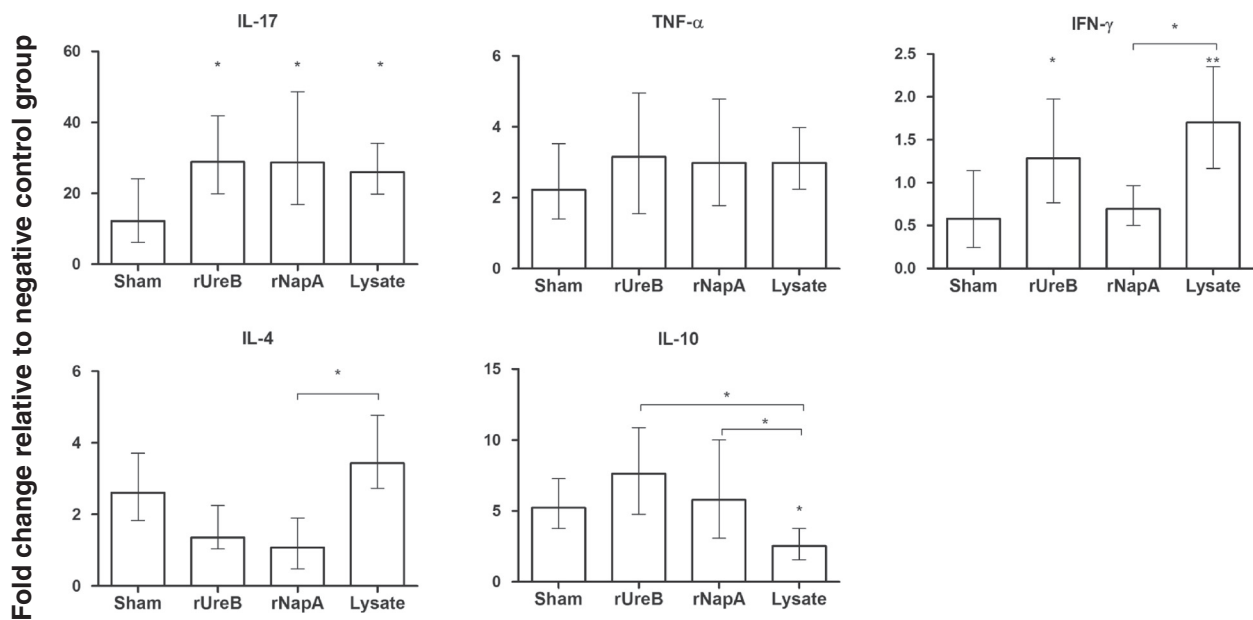 Fold change relative to negative control group
IL-17
60
40
20
0
* * *
Sham rUreB rNapA Lysate
TNF-α
6
4
2
0
Sham rUreB rNapA Lysate
IFN-γ
2.5
2.0
1.5
1.0
0.5
0.0
*
* **
Sham rUreB rNapA Lysate
IL-4
6
4
2
0
*
Sham rUreB rNapA Lysate
IL-10
15
10
5
0
*
*
*
Sham rUreB rNapA Lysate